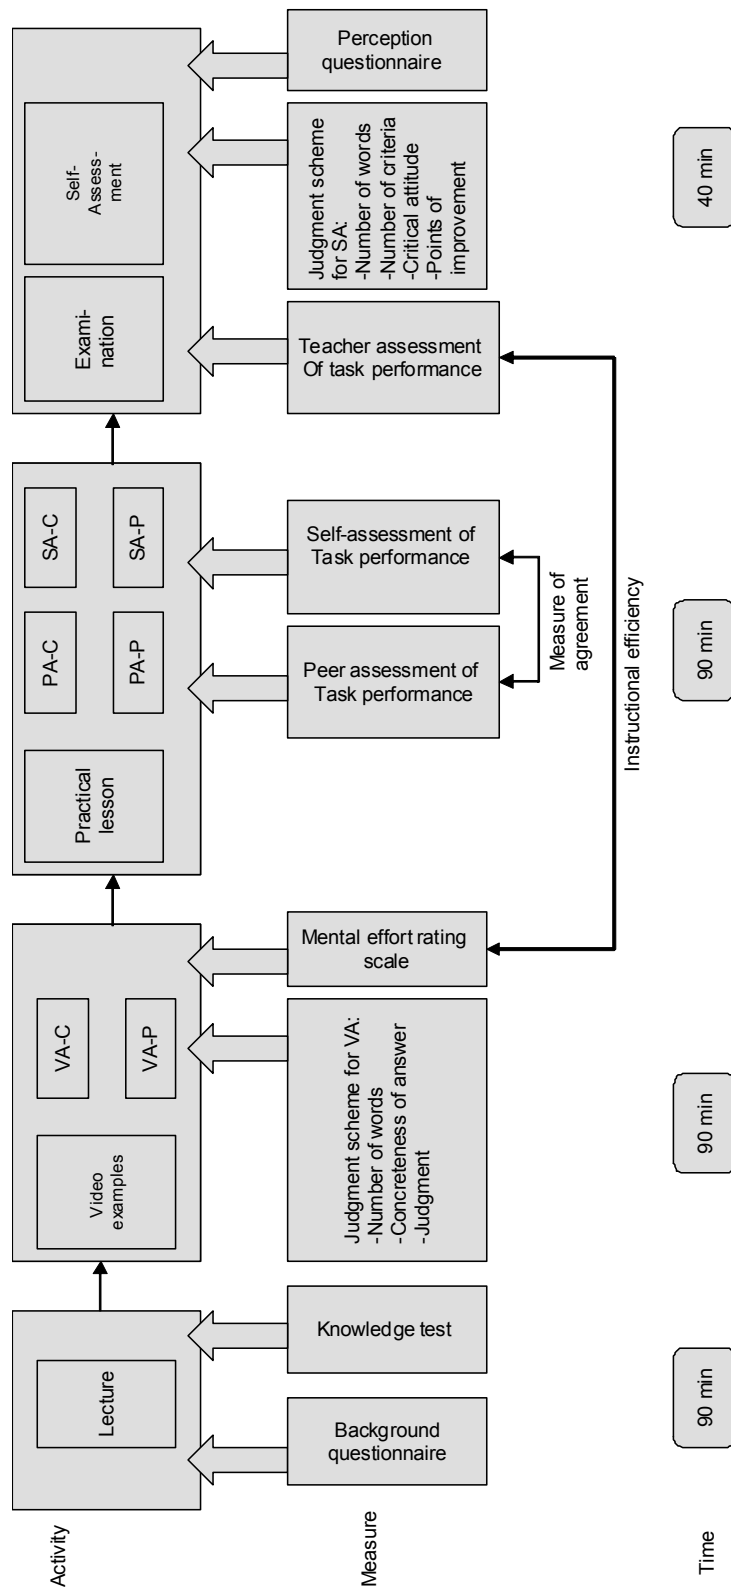 Activity
Lecture
Video
examples
VA-C
VA-P
Practical
lesson
PA-C
PA-P
SA-C
SA-P
Exami-
nation
Self-
Assess-
ment
Measure
Background
questionnaire
Knowledge test
Judgment scheme for VA:
-Number of words
-Concreteness of answer
-Judgment
Mental effort rating
scale
Peer assessment of
Task performance
Self-assessment of
Task performance
Teacher assessment
Of task performance
Judgment scheme
for SA:
-Number of words
-Number of criteria
-Critical attitude
-Points of
improvement
Perception
questionnaire
Measure of
agreement
Instructional efficiency
Time
90 min
90 min
90 min
40 min